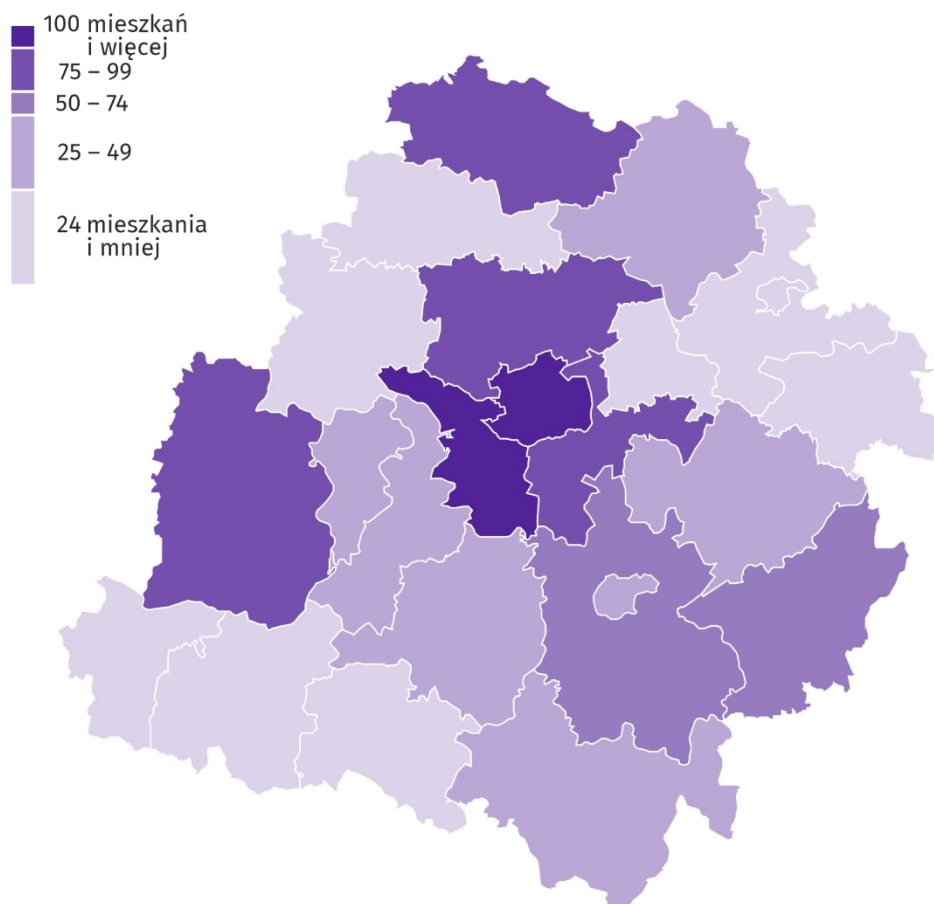 100 mieszkań
i więcej
75 – 99
50 – 74
25 – 49
24 mieszkania
i mniej